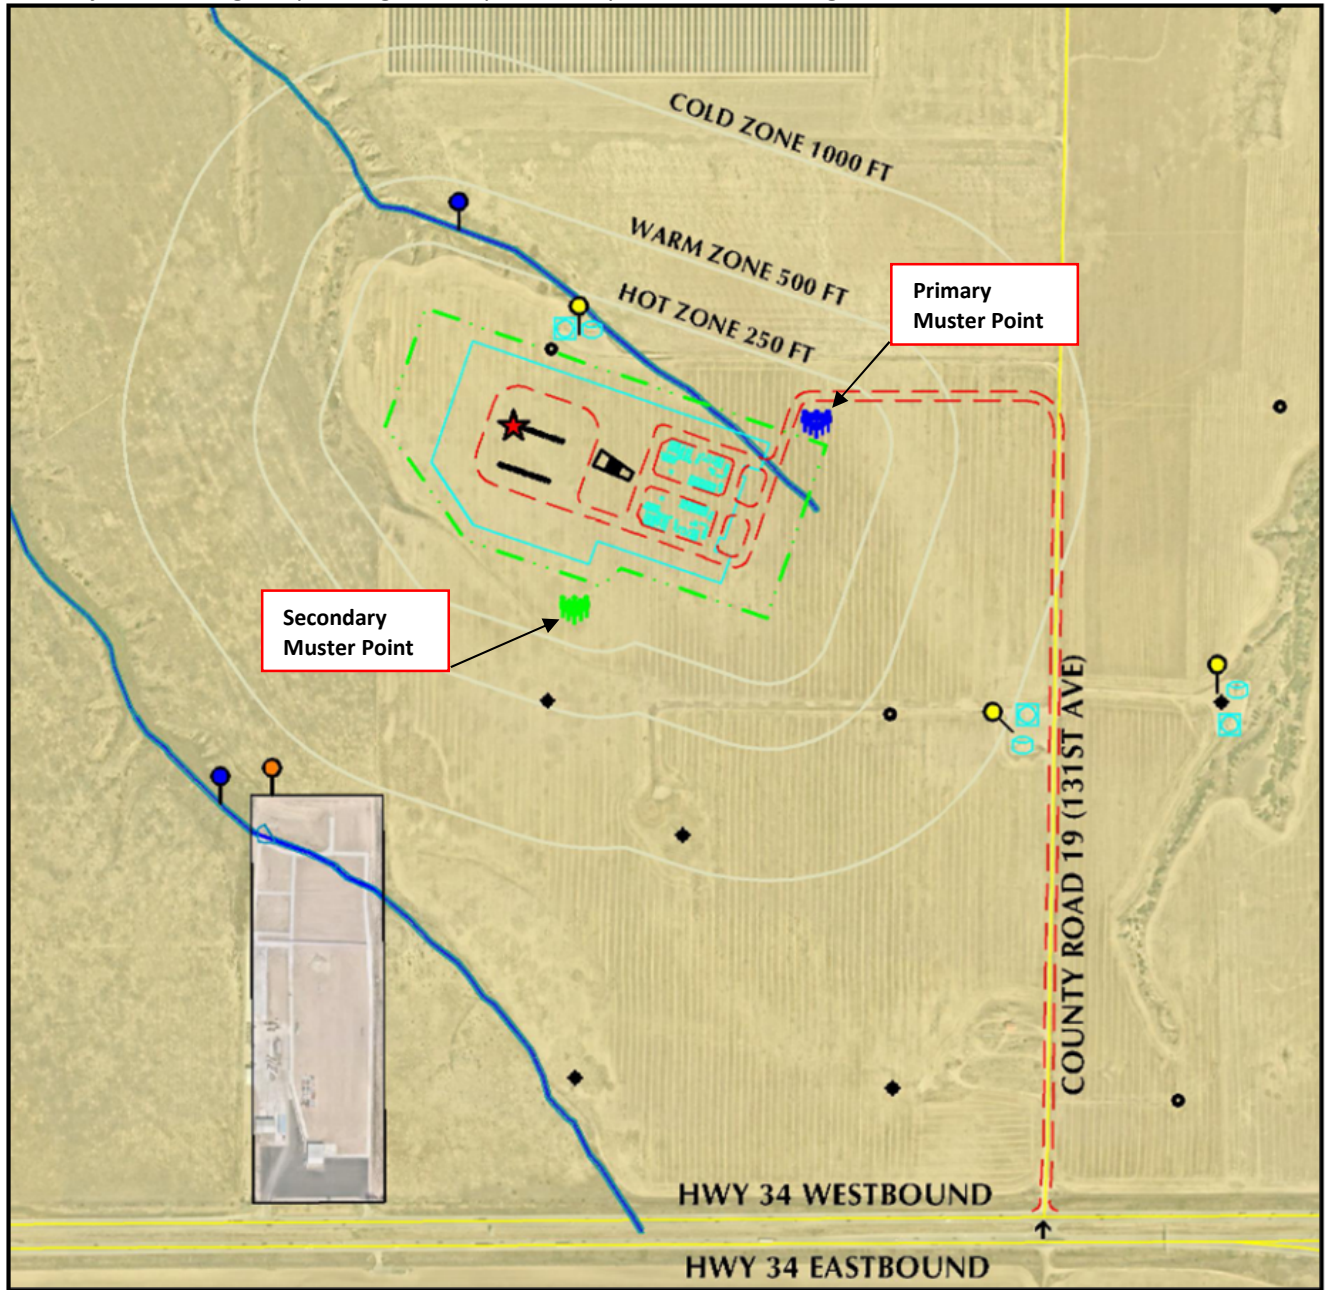 COLD ZONE 1000 FT
WARM ZONE 500 FT
HOT ZONE 250 FT
Primary
Muster Point
Secondary
Muster Point
COUNTY ROAD 19 (131ST AVE)
HWY 34 WESTBOUND
HWY 34 EASTBOUND